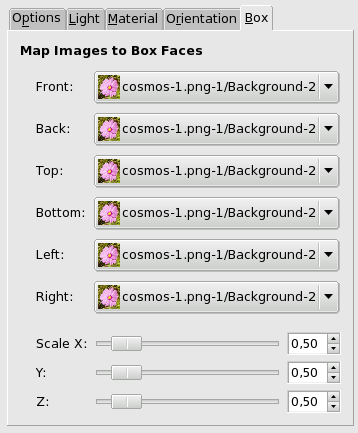 Options Light Material Orientation Box
Map Images to Box Faces
Front: cosmos-1.png-1/Background-2
Back: cosmos-1.png-1/Background-2
Top: cosmos-1.png-1/Background-2
Bottom: cosmos-1.png-1/Background-2
Left: cosmos-1.png-1/Background-2
Right: cosmos-1.png-1/Background-2
Scale X: 0,50
Y: 0,50
Z: 0,50